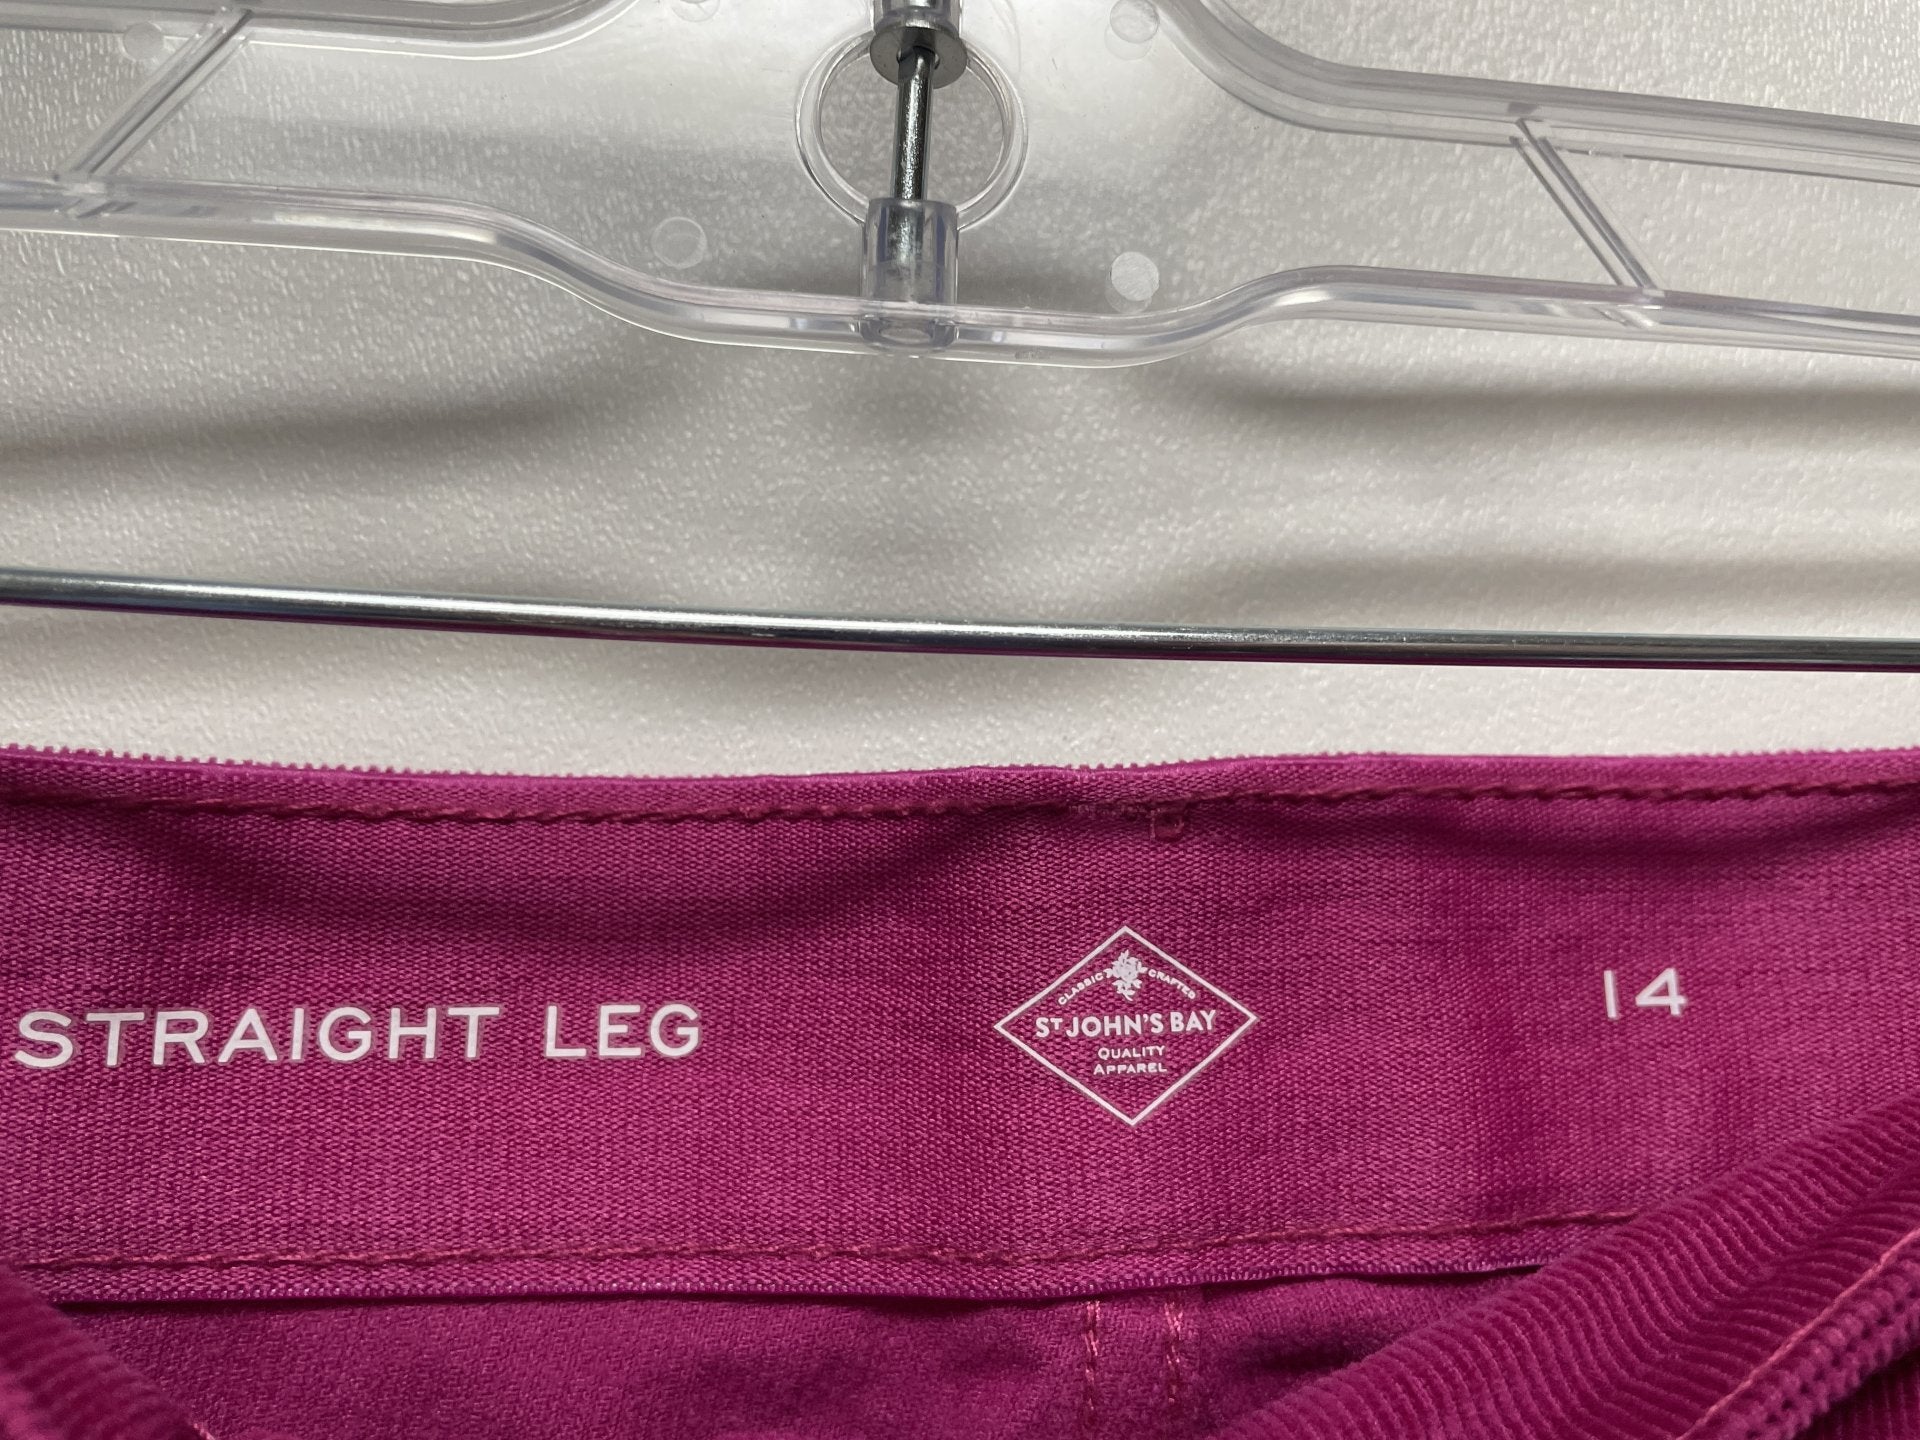 STRAIGHT LEG
CLASSIC CRAFTED
ST JOHN'S BAY
QUALITY
APPAREL
14